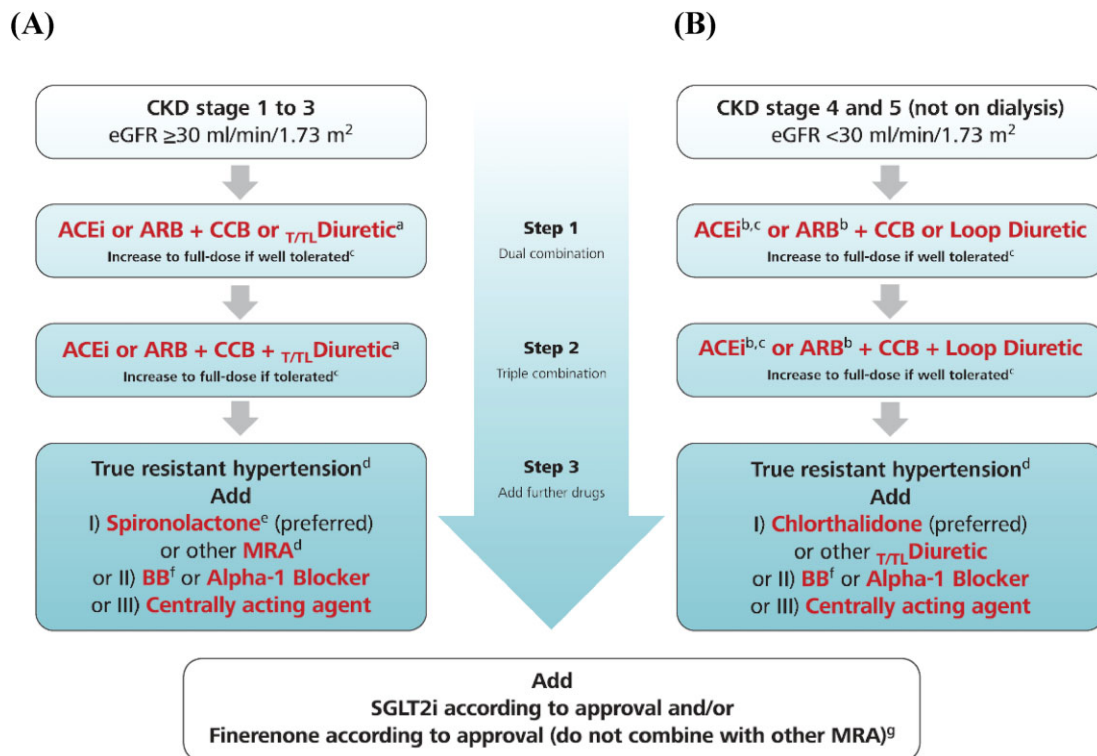 (A)
CKD stage 1 to 3
eGFR ≥30 ml/min/1.73 m²
ACEi or ARB + CCB or T/TLDiureticᵃ
Increase to full-dose if well toleratedᶜ
ACEi or ARB + CCB + T/TLDiureticᵃ
Increase to full-dose if toleratedᶜ
True resistant hypertensionᵈ
Add
I) Spironolactoneᵉ (preferred)
or other MRAᵈ
or II) BBᶠ or Alpha-1 Blocker
or III) Centrally acting agent
Step 1
Dual combination
Step 2
Triple combination
Step 3
Add further drugs
(B)
CKD stage 4 and 5 (not on dialysis)
eGFR <30 ml/min/1.73 m²
ACEiᵇ,ᶜ or ARBᵇ + CCB or Loop Diuretic
Increase to full-dose if well toleratedᶜ
ACEiᵇ,ᶜ or ARBᵇ + CCB + Loop Diuretic
Increase to full-dose if well toleratedᶜ
True resistant hypertensionᵈ
Add
I) Chlorthalidone (preferred)
or other T/TLDiuretic
or II) BBᶠ or Alpha-1 Blocker
or III) Centrally acting agent
Add
SGLT2i according to approval and/or
Finerenone according to approval (do not combine with other MRA)ᵍ